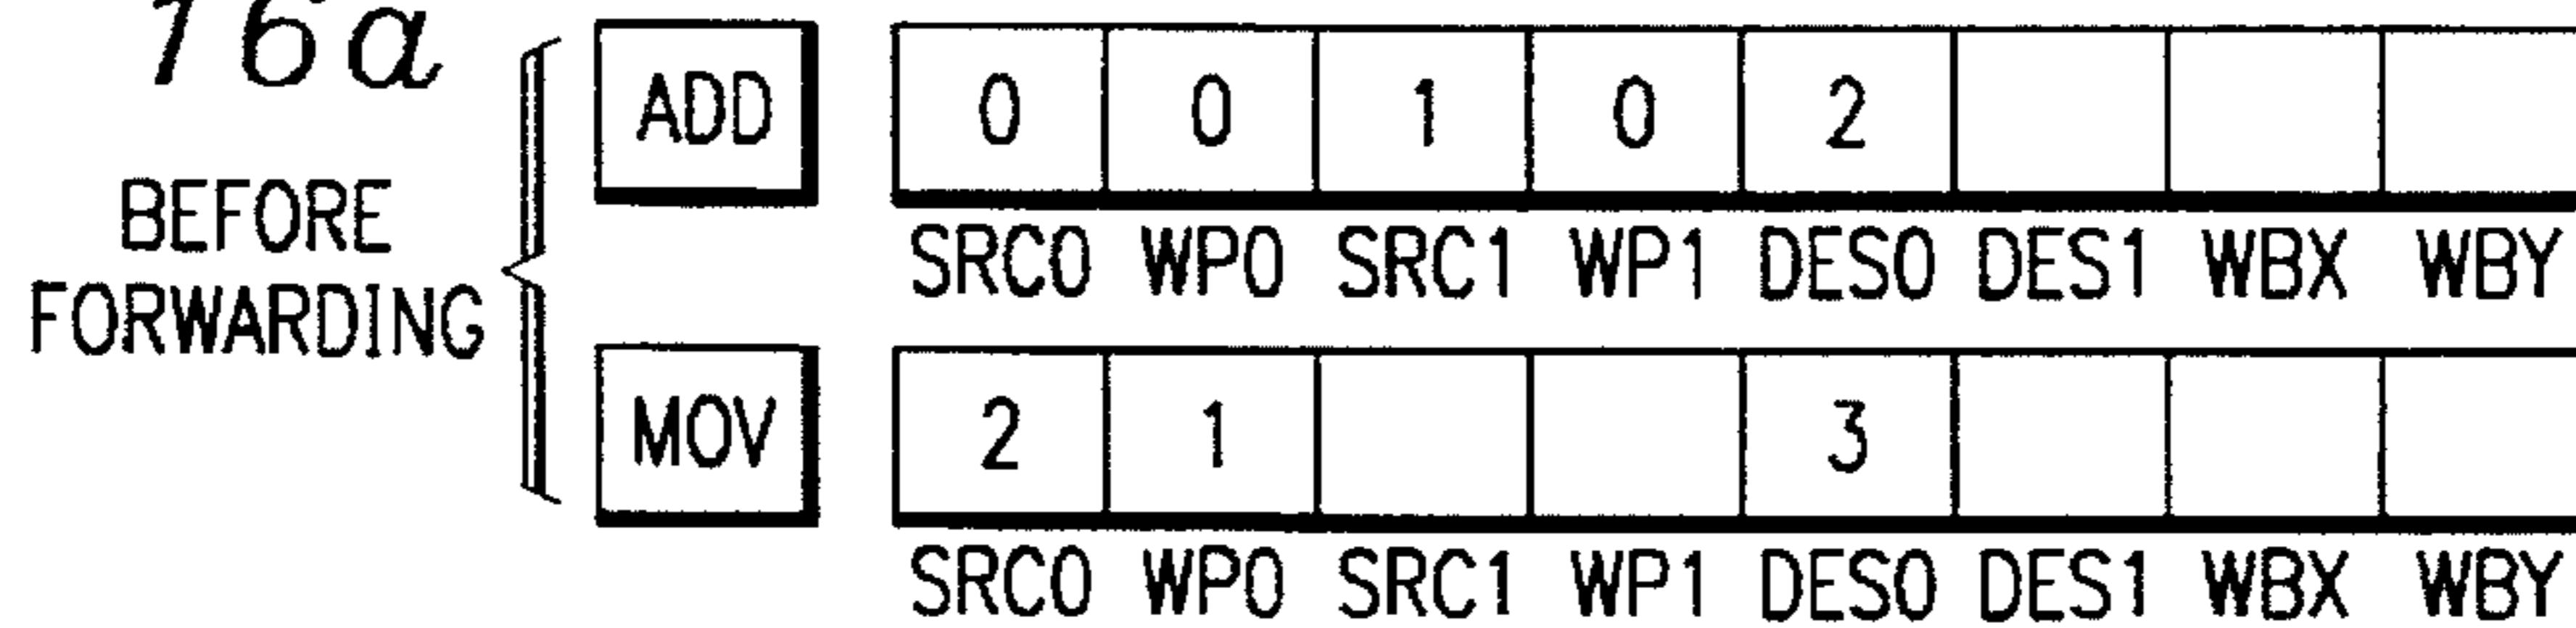 16a
ADD 0 0 1 0 2
SRC0 WP0 SRC1 WP1 DES0 DES1 WBX WBY
BEFORE
FORWARDING
MOV 2 1 3
SRC0 WP0 SRC1 WP1 DES0 DES1 WBX WBY